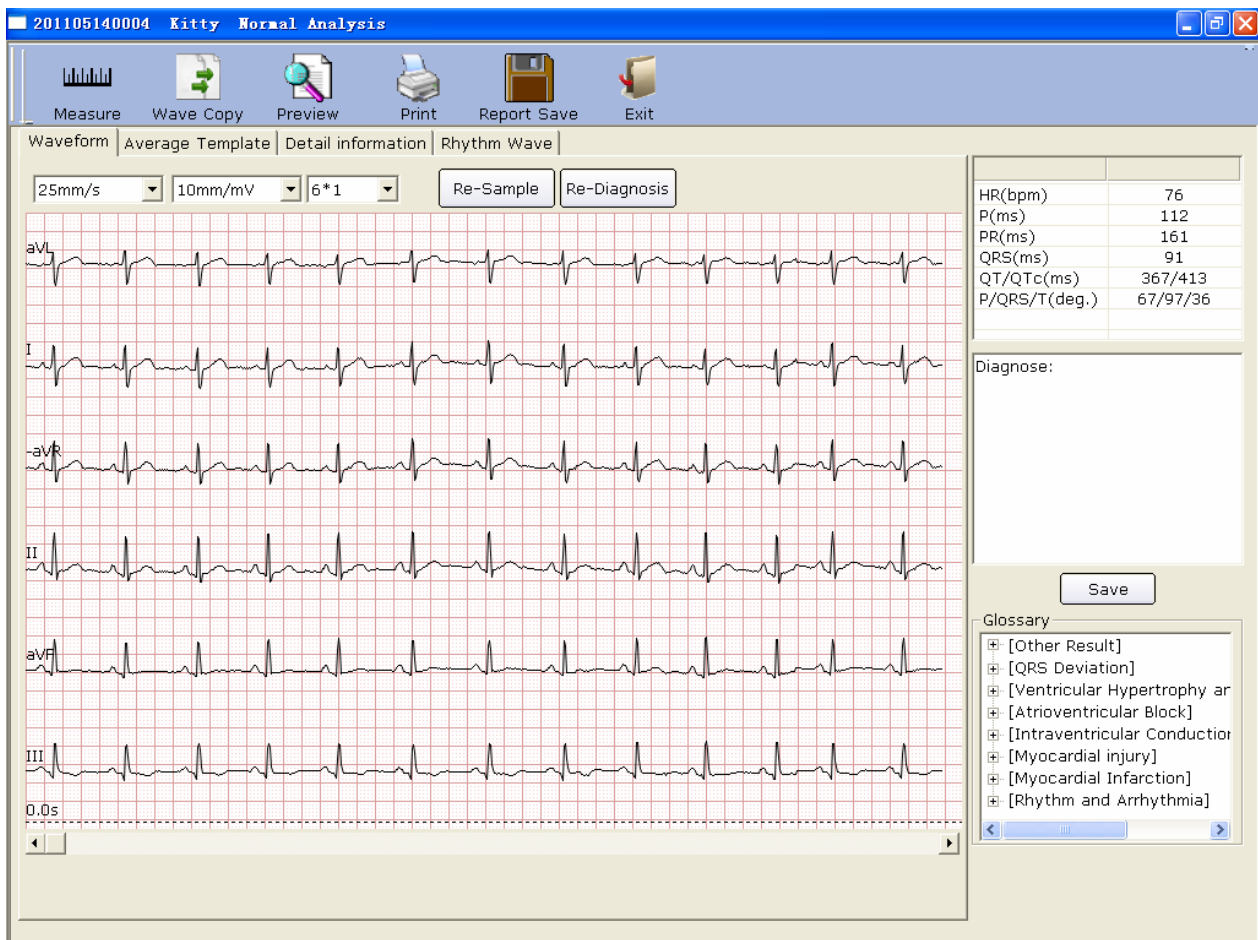 201105140004 Kitty Normal Analysis
Measure Wave Copy Preview Print Report Save Exit
Waveform Average Template Detail information Rhythm Wave
25mm/s 10mm/mV 6*1 Re-Sample Re-Diagnosis
aVL
I
-aVR
II
aVF
III
0.0s
HR(bpm) 76
P(ms) 112
PR(ms) 161
QRS(ms) 91
QT/QTc(ms) 367/413
P/QRS/T(deg.) 67/97/36
Diagnose:
Save
Glossary
[Other Result]
[QRS Deviation]
[Ventricular Hypertrophy an
[Atrioventricular Block]
[Intraventricular Conduction
[Myocardial injury]
[Myocardial Infarction]
[Rhythm and Arrhythmia]